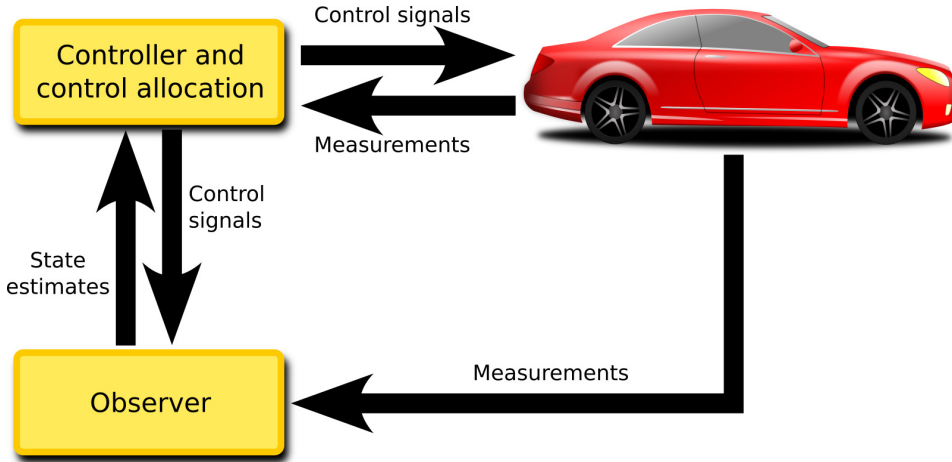 Control signals
Controller and
control allocation
Measurements
Control
signals
State
estimates
Measurements
Observer